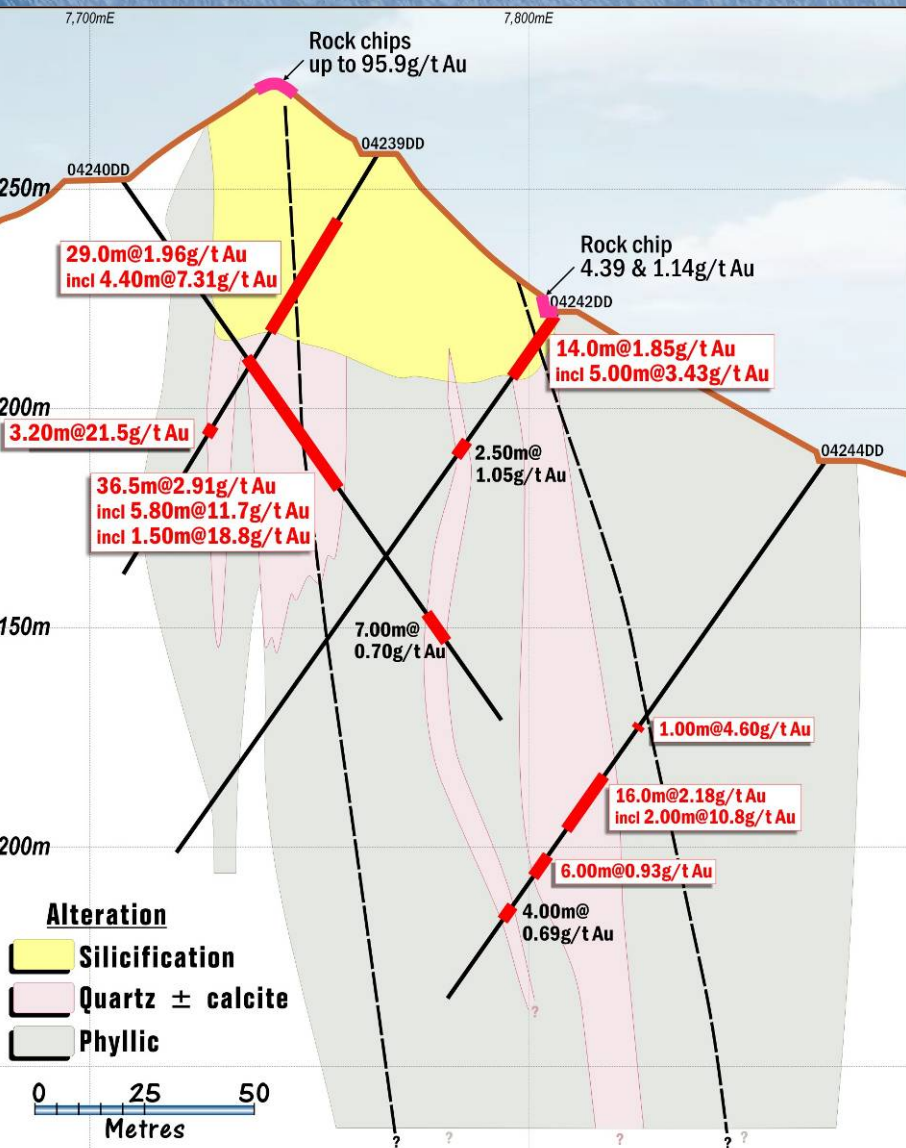 7,700mE
7,800mE
Rock chips
up to 95.9g/t Au
04239DD
04240DD
250m
29.0m@1.96g/t Au
incl 4.40m@7.31g/t Au
Rock chip
4.39 & 1.14g/t Au
04242DD
14.0m@1.85g/t Au
incl 5.00m@3.43g/t Au
200m
3.20m@21.5g/t Au
2.50m@
1.05g/t Au
04244DD
36.5m@2.91g/t Au
incl 5.80m@11.7g/t Au
incl 1.50m@18.8g/t Au
150m
7.00m@
0.70g/t Au
1.00m@4.60g/t Au
16.0m@2.18g/t Au
incl 2.00m@10.8g/t Au
200m
6.00m@0.93g/t Au
4.00m@
0.69g/t Au
Alteration
Silicification
Quartz ± calcite
Phyllic
?
0 25 50
Metres
? ? ? ? ?